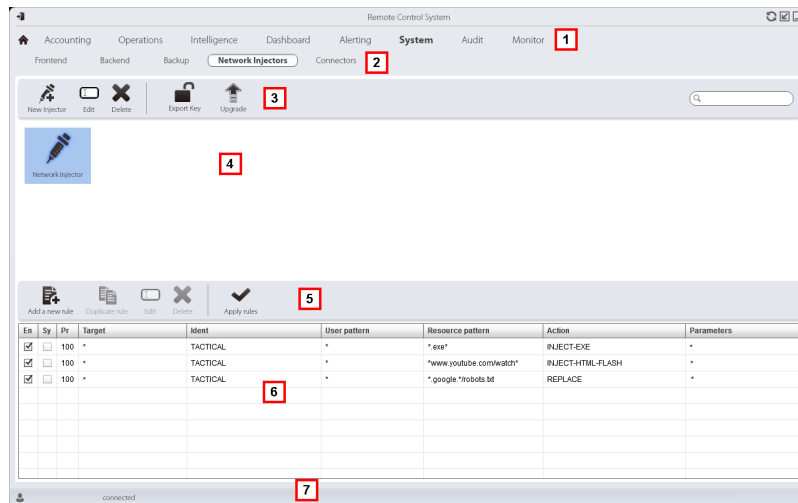 Remote Control System
Accounting Operations Intelligence Dashboard Alerting System Audit Monitor 1
Frontend Backend Backup Network Injectors Connectors 2
New Injector Edit Delete Export Key Upgrade 3
4
Network Injector
Add a new rule Duplicate rule Edit Delete Apply rules 5
En Sy Pr Target Ident User pattern Resource pattern Action Parameters
100 * TACTICAL * *.exe* INJECT-EXE *
100 * TACTICAL * *www.youtube.com/watch* INJECT-HTML-FLASH *
100 * TACTICAL * *.google.*/robots.txt REPLACE *
6
7
connected